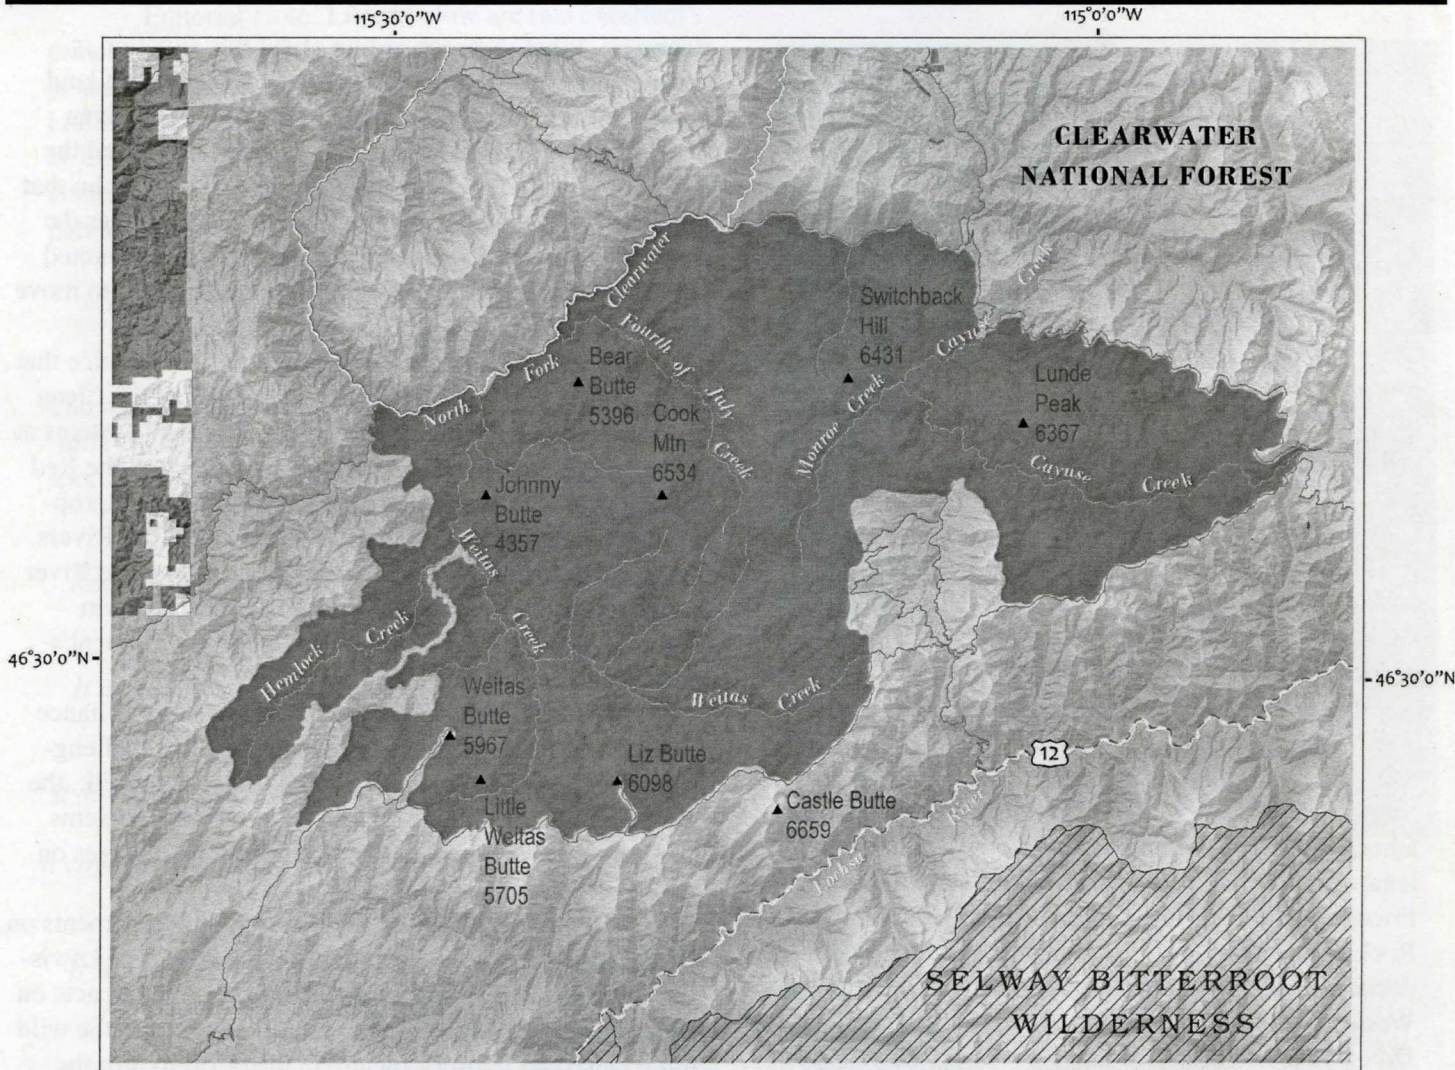 115°30'0"W
115°0'0"W
CLEARWATER
NATIONAL FOREST
Creek
Clearwater
Switchback
Hill
6431
Fourth of July Creek
Cayuse
North Fork
Bear
Butte
5396
Lunde
Peak
6367
Monroe Creek
Cook
Mtn
6534
Cayuse Creek
Johnny
Butte
4357
Weitas Creek
Hemlock Creek
46°30'0"N
46°30'0"N
Weitas
Butte
5967
Weitas Creek
Liz Butte
6098
12
Little
Weitas
Butte
5705
Castle Butte
6659
Lochsa River
SELWAY BITTERROOT
WILDERNESS